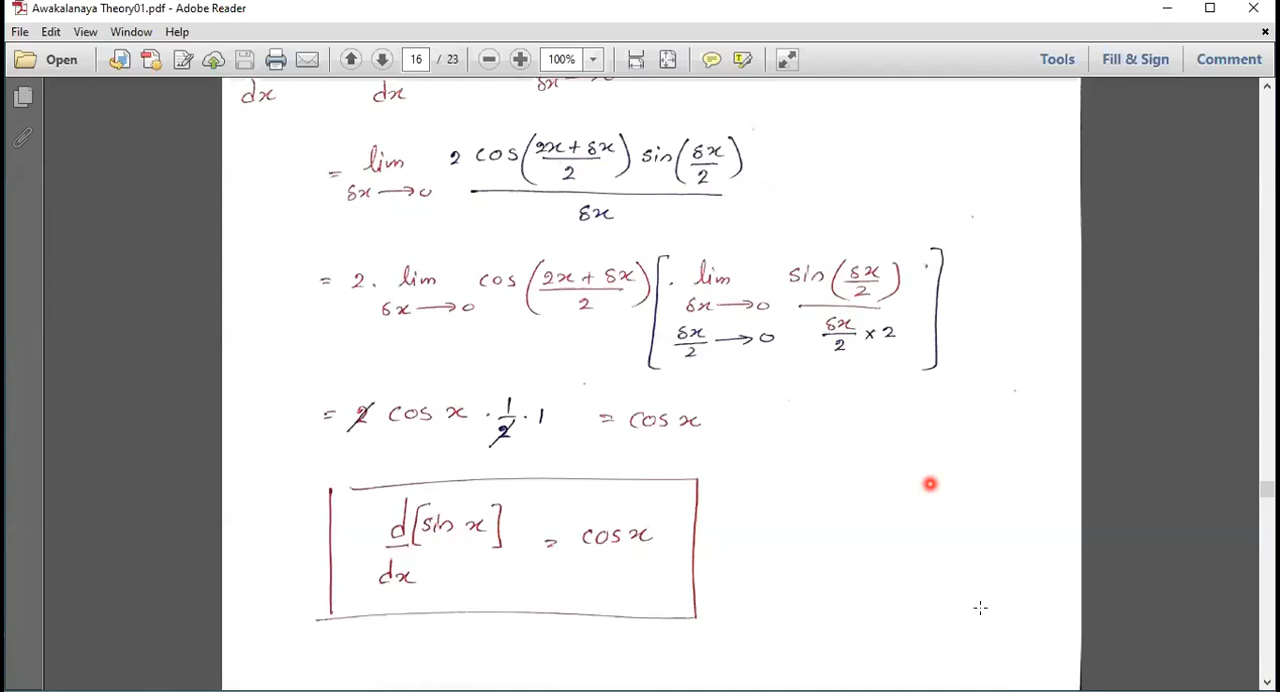 Awakalanaya Theory01.pdf - Adobe Reader
File Edit View Window Help
Open 16 / 23 100% Tools Fill & Sign Comment
dx dx δx
= lim δx→0 2 cos((2x + δx)/2) sin(δx/2) / δx
= 2 . lim δx→0 cos((2x + δx)/2) [ . lim δx→0 δx/2 → 0 sin(δx/2) / (δx/2 × 2) ]
= 2 cos x . 1/2 . 1 = cos x
d/dx [sin x] = cos x